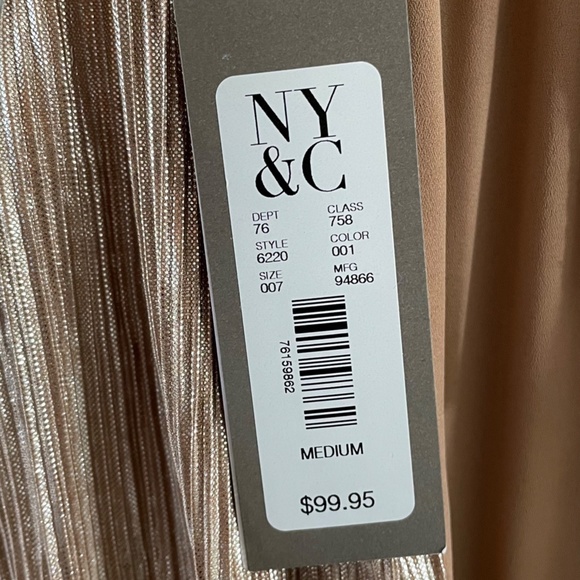 NY
&C
DEPT CLASS
76 758
STYLE COLOR
6220 001
SIZE MFG
007 94866
76159862
MEDIUM
$99.95